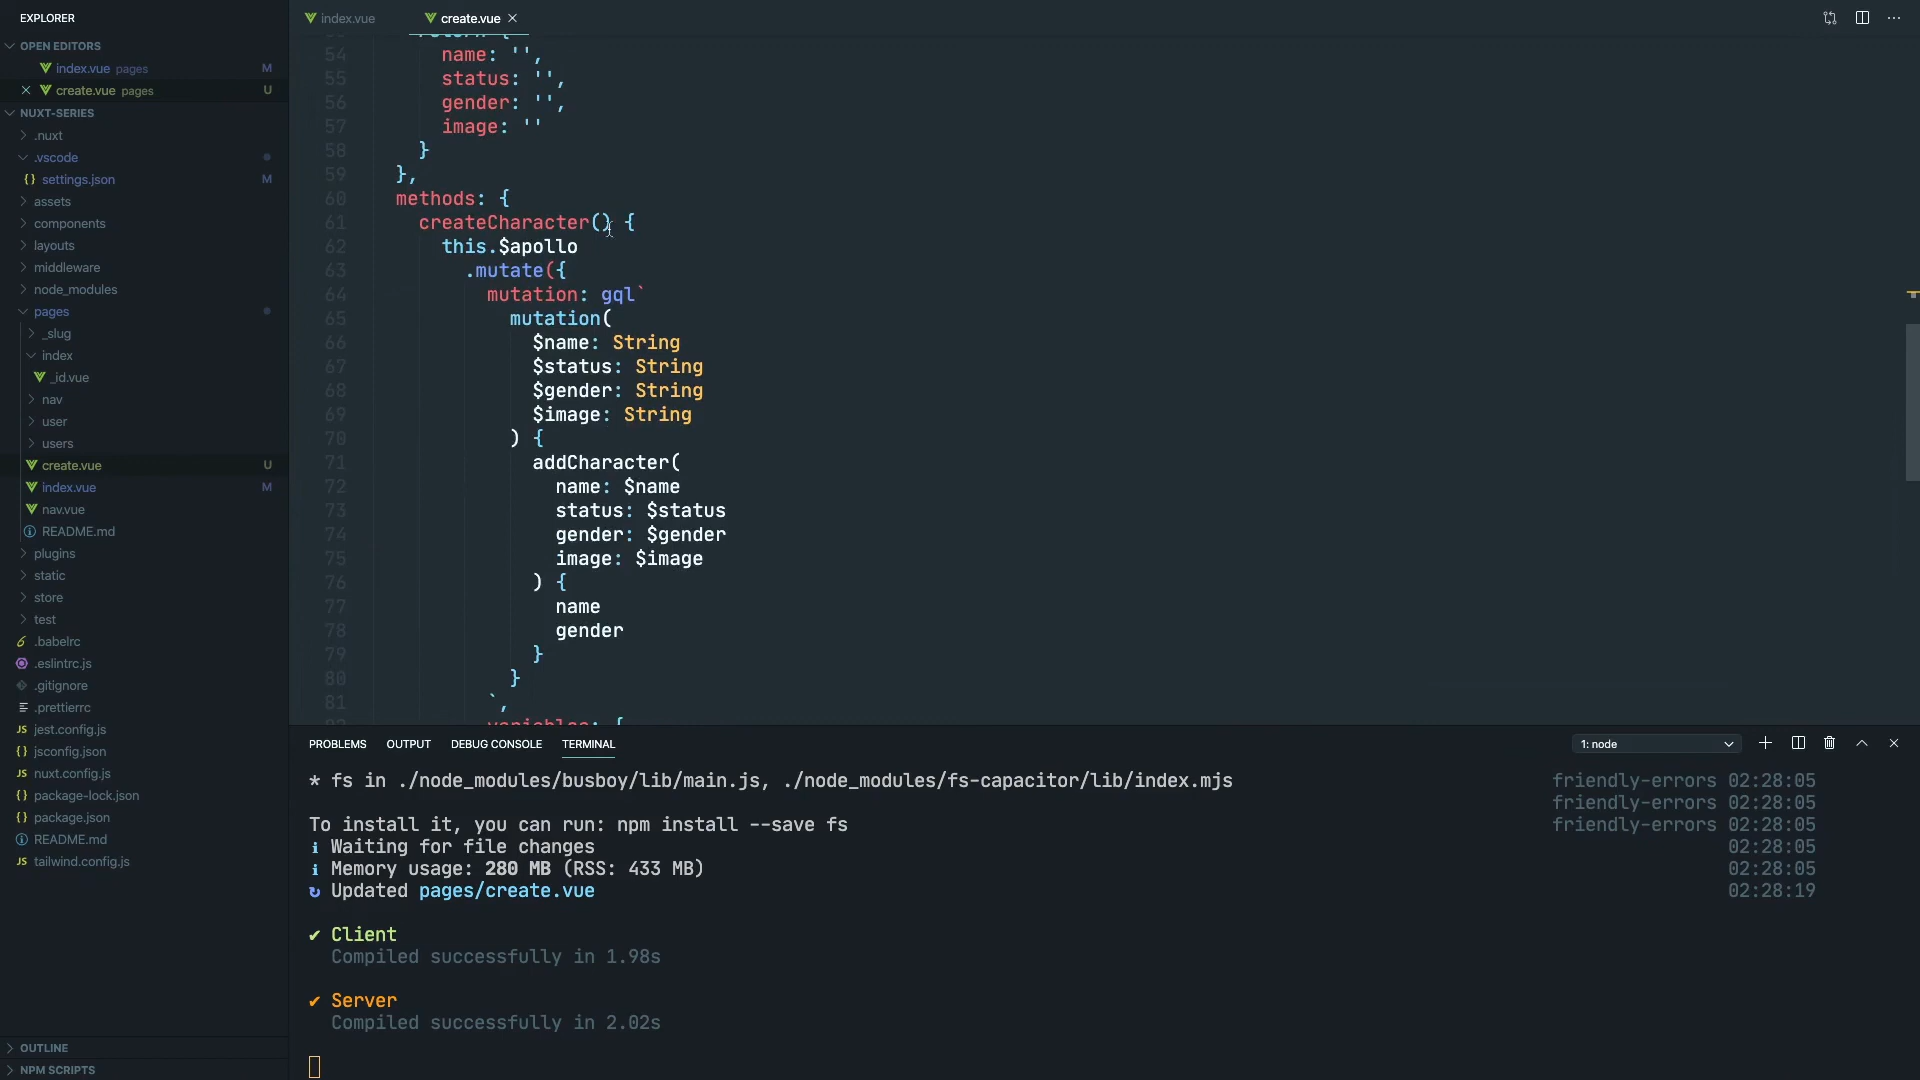 EXPLORER
OPEN EDITORS
index.vue pages M
create.vue pages U
NUXT-SERIES
.nuxt
.vscode
{} settings.json M
assets
components
layouts
middleware
node_modules
pages
_slug
index
_id.vue
nav
user
users
create.vue U
index.vue M
nav.vue
README.md
plugins
static
store
test
.babelrc
.eslintrc.js
.gitignore
.prettierrc
JS jest.config.js
{} jsconfig.json
JS nuxt.config.js
{} package-lock.json
{} package.json
README.md
JS tailwind.config.js
OUTLINE
NPM SCRIPTS
index.vue
create.vue
54 name: '',
55 status: '',
56 gender: '',
57 image: ''
58 }
59 },
60 methods: {
61 createCharacter() {
62 this.$apollo
63 .mutate({
64 mutation: gql`
65 mutation(
66 $name: String
67 $status: String
68 $gender: String
69 $image: String
70 ) {
71 addCharacter(
72 name: $name
73 status: $status
74 gender: $gender
75 image: $image
76 ) {
77 name
78 gender
79 }
80 }
81 `,
variables: {
PROBLEMS OUTPUT DEBUG CONSOLE TERMINAL
1: node
* fs in ./node_modules/busboy/lib/main.js, ./node_modules/fs-capacitor/lib/index.mjs friendly-errors 02:28:05
friendly-errors 02:28:05
To install it, you can run: npm install --save fs friendly-errors 02:28:05
i Waiting for file changes 02:28:05
i Memory usage: 280 MB (RSS: 433 MB) 02:28:05
↻ Updated pages/create.vue 02:28:19
✔ Client
Compiled successfully in 1.98s
✔ Server
Compiled successfully in 2.02s